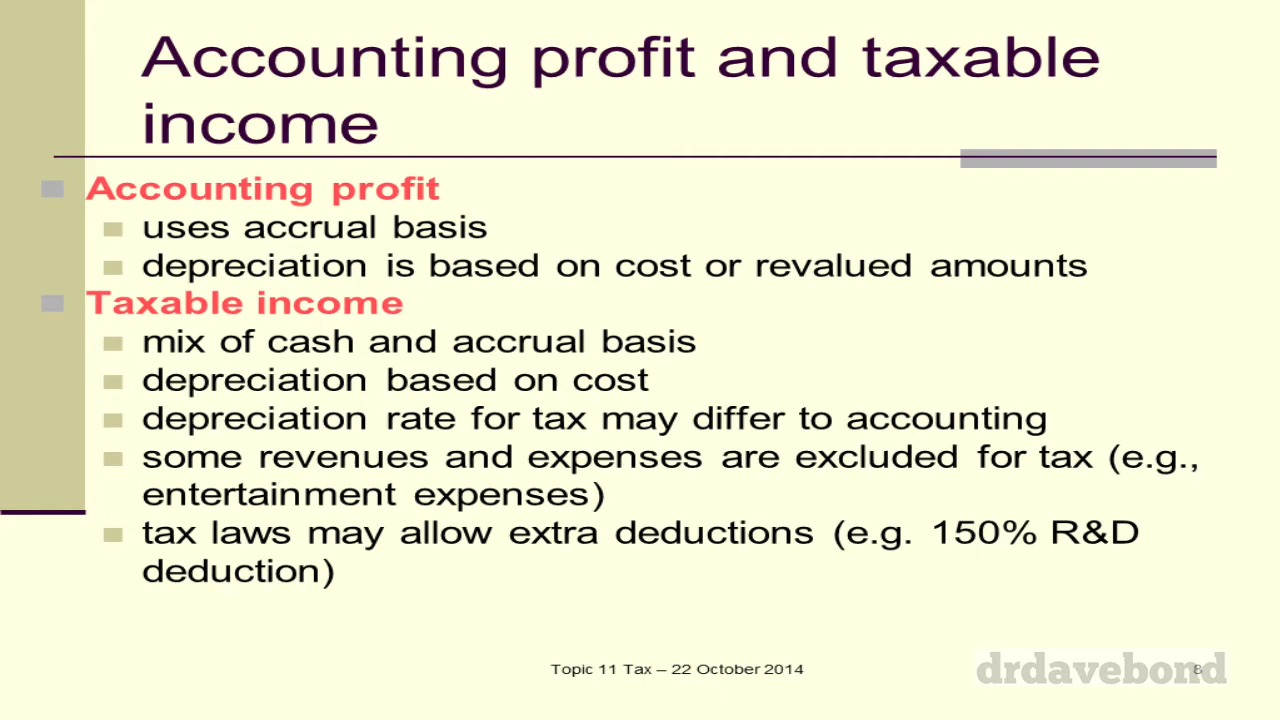 Accounting profit and taxable
income
Accounting profit
uses accrual basis
depreciation is based on cost or revalued amounts
Taxable income
mix of cash and accrual basis
depreciation based on cost
depreciation rate for tax may differ to accounting
some revenues and expenses are excluded for tax (e.g.,
entertainment expenses)
tax laws may allow extra deductions (e.g. 150% R&D
deduction)
Topic 11 Tax – 22 October 2014
drdavebond
8